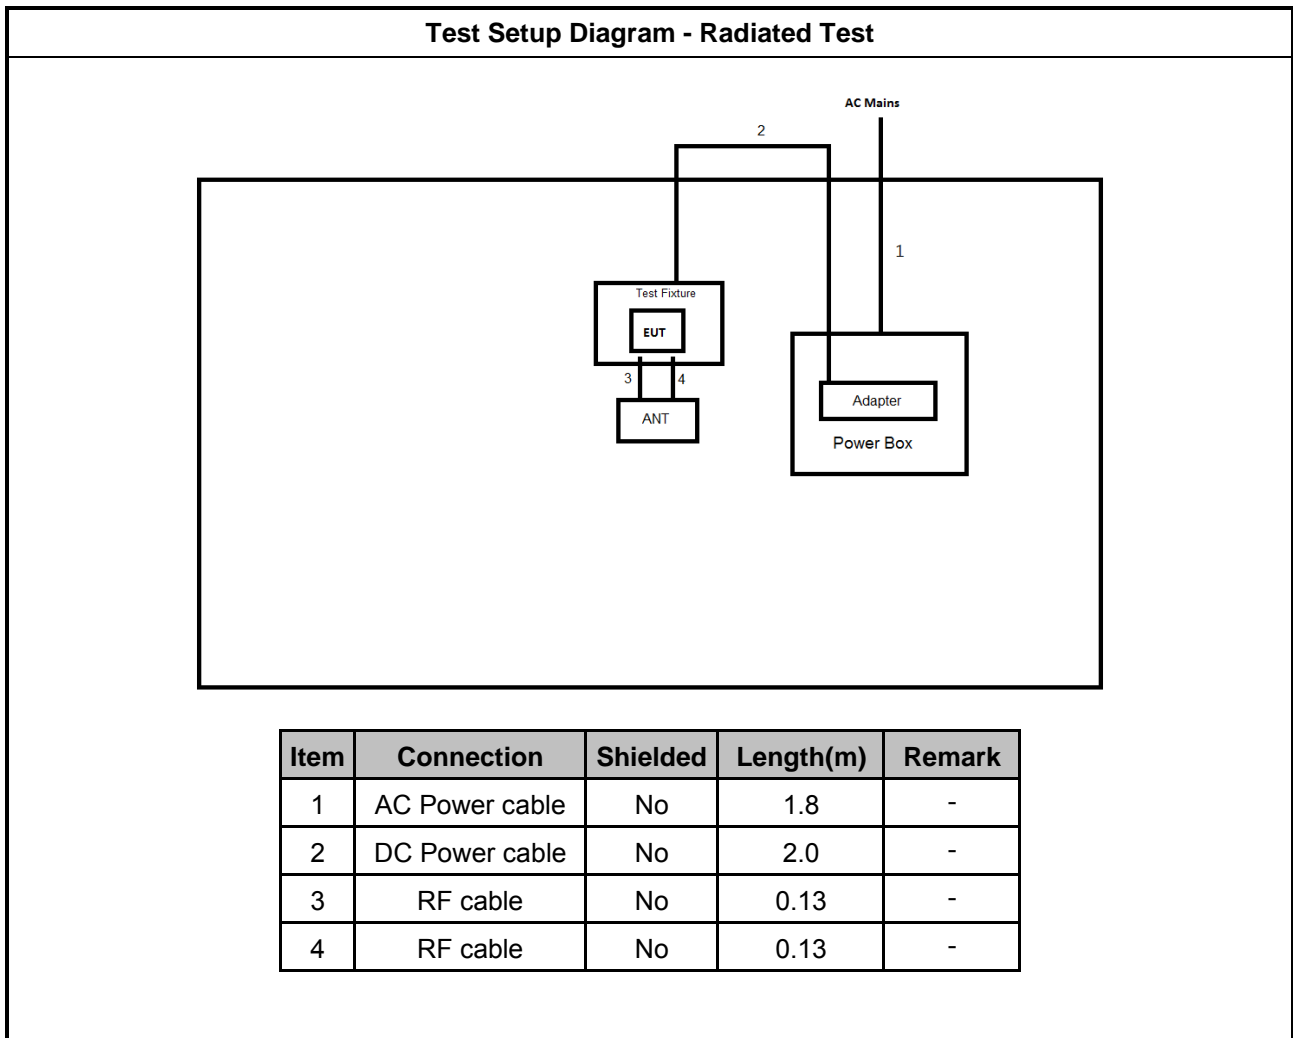 Test Setup Diagram - Radiated Test
AC Mains
2
1
Test Fixture
EUT
3 4
ANT
Adapter
Power Box
Item Connection Shielded Length(m) Remark
1 AC Power cable No 1.8 -
2 DC Power cable No 2.0 -
3 RF cable No 0.13 -
4 RF cable No 0.13 -